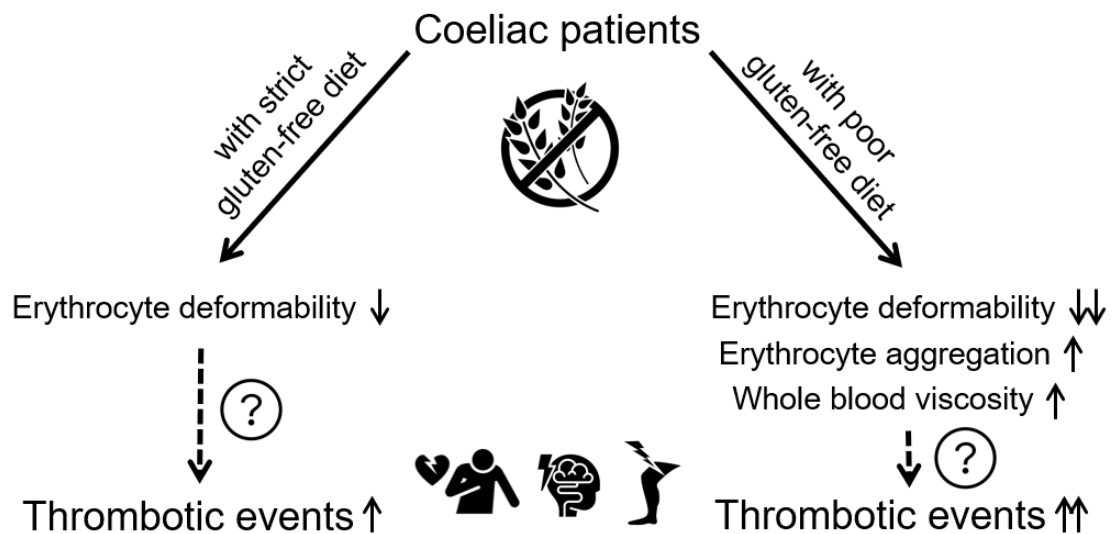 Coeliac patients
with strict
gluten-free diet
with poor
gluten-free diet
Erythrocyte deformability ↓
?
Thrombotic events ↑
Erythrocyte deformability ↓↓
Erythrocyte aggregation ↑
Whole blood viscosity ↑
?
Thrombotic events ↑↑